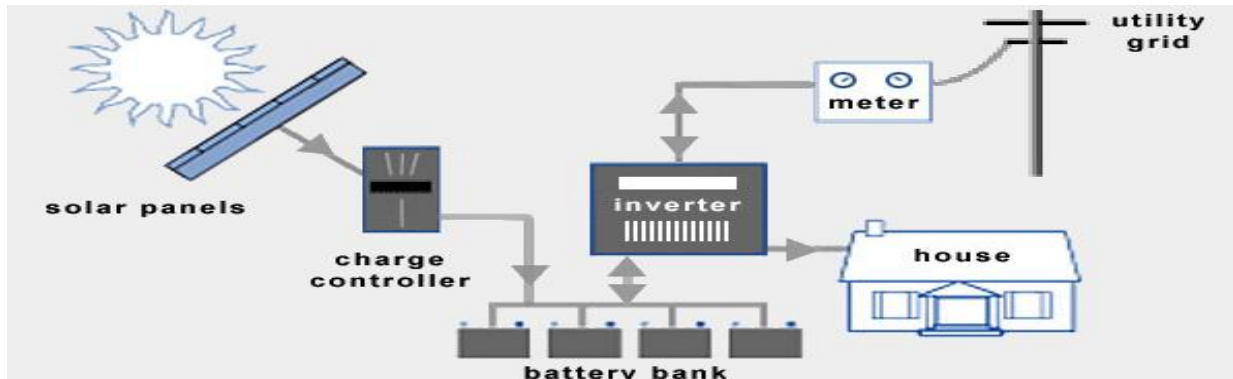 utility
grid
meter
inverter
solar panels
charge
controller
house
battery bank